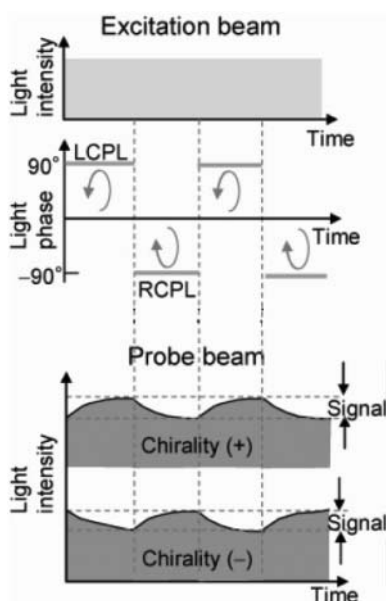 Excitation beam
Light intensity
Time
90°
LCPL
Light phase
Time
−90°
RCPL
Probe beam
Light intensity
Chirality (+)
Signal
Chirality (−)
Signal
Time